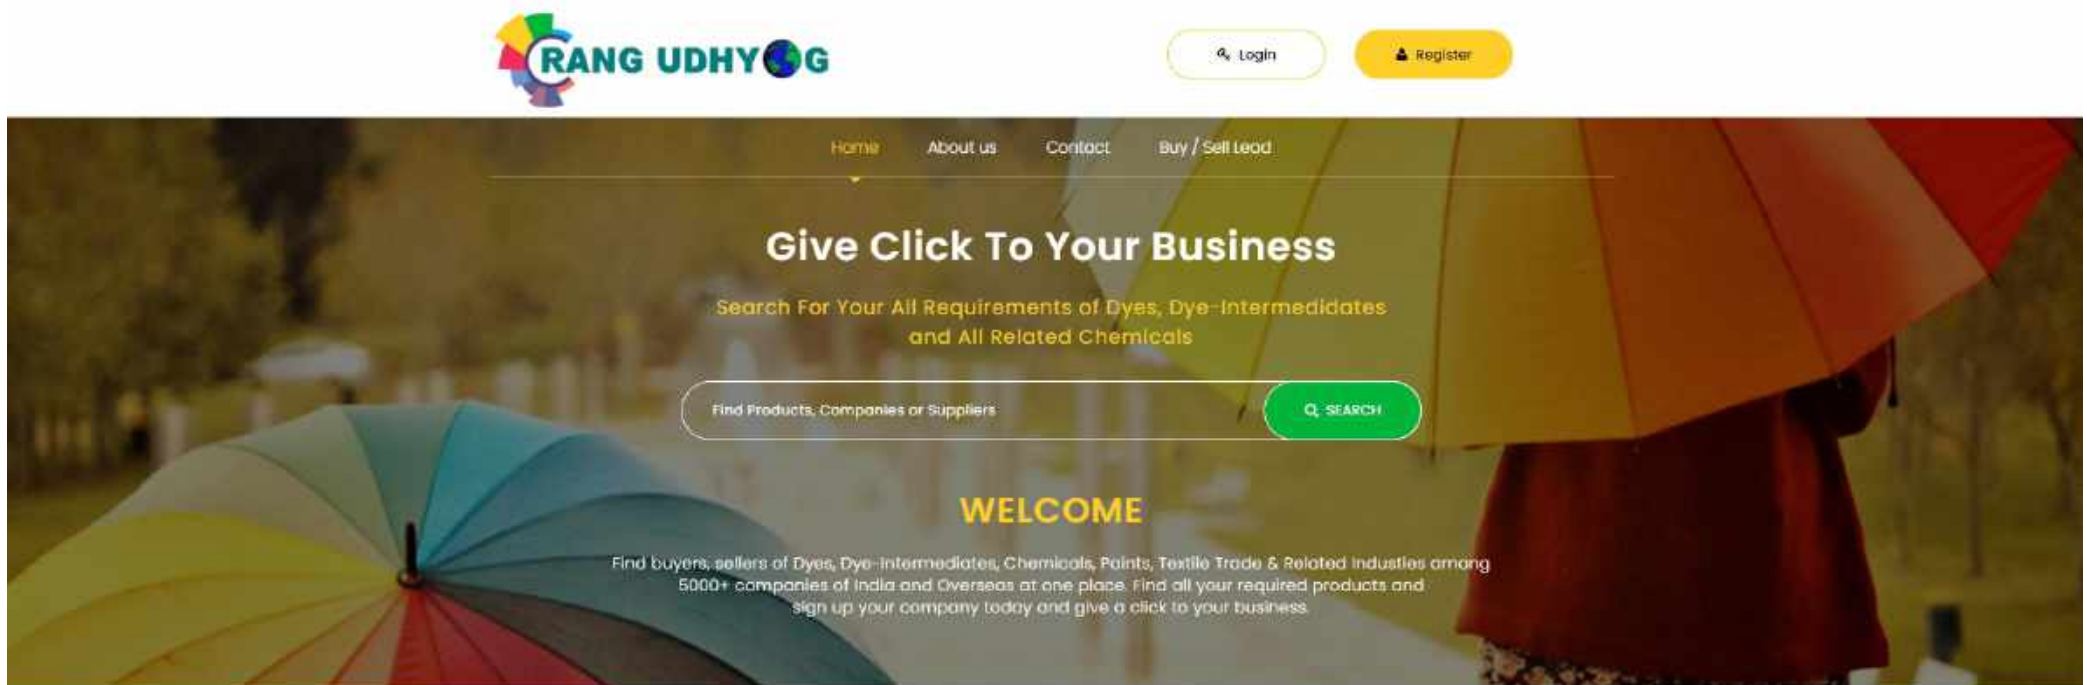 RANG UDHYOG
Login
Register
Home
About us
Contact
Buy / Sell Lead
Give Click To Your Business
Search For Your All Requirements of Dyes, Dye-Intermedidates
and All Related Chemicals
Find Products, Companies or Suppliers
SEARCH
WELCOME
Find buyers, sellers of Dyes, Dye-Intermediates, Chemicals, Paints, Textile Trade & Related Industies among
5000+ companies of India and Overseas at one place. Find all your required products and
sign up your company today and give a click to your business.